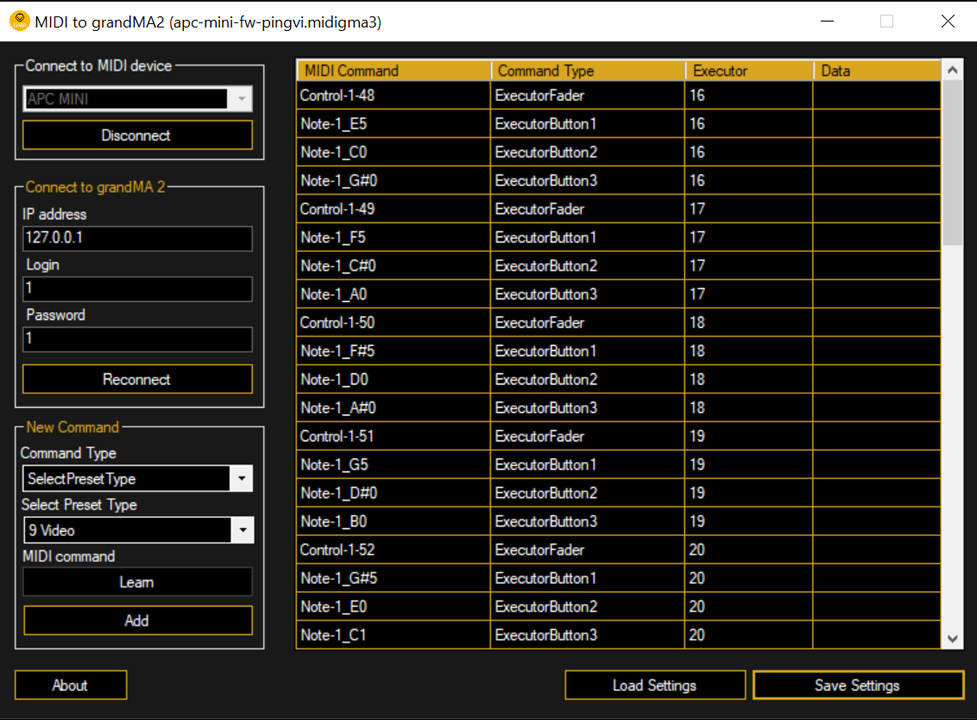 MIDI to grandMA2 (apc-mini-fw-pingvi.midigma3)
Connect to MIDI device
APC MINI
Disconnect
Connect to grandMA 2
IP address
127.0.0.1
Login
1
Password
1
Reconnect
New Command
Command Type
SelectPresetType
Select Preset Type
9 Video
MIDI command
Learn
Add
About
MIDI Command Command Type Executor Data
Control-1-48 ExecutorFader 16
Note-1_E5 ExecutorButton1 16
Note-1_C0 ExecutorButton2 16
Note-1_G#0 ExecutorButton3 16
Control-1-49 ExecutorFader 17
Note-1_F5 ExecutorButton1 17
Note-1_C#0 ExecutorButton2 17
Note-1_A0 ExecutorButton3 17
Control-1-50 ExecutorFader 18
Note-1_F#5 ExecutorButton1 18
Note-1_D0 ExecutorButton2 18
Note-1_A#0 ExecutorButton3 18
Control-1-51 ExecutorFader 19
Note-1_G5 ExecutorButton1 19
Note-1_D#0 ExecutorButton2 19
Note-1_B0 ExecutorButton3 19
Control-1-52 ExecutorFader 20
Note-1_G#5 ExecutorButton1 20
Note-1_E0 ExecutorButton2 20
Note-1_C1 ExecutorButton3 20
Load Settings
Save Settings